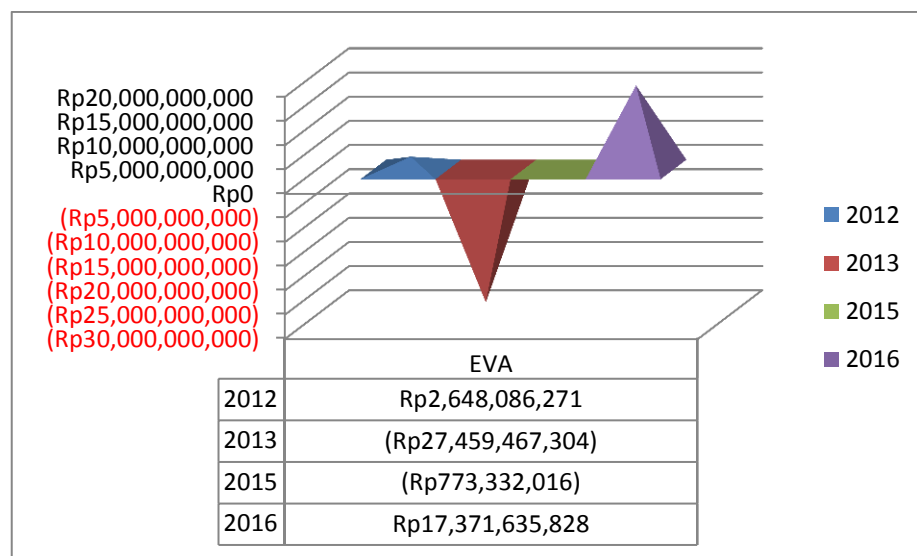 Rp20,000,000,000
Rp15,000,000,000
Rp10,000,000,000
Rp5,000,000,000
Rp0
(Rp5,000,000,000)
(Rp10,000,000,000)
(Rp15,000,000,000)
(Rp20,000,000,000)
(Rp25,000,000,000)
(Rp30,000,000,000)
2012
2013
2015
2016
EVA
2012 Rp2,648,086,271
2013 (Rp27,459,467,304)
2015 (Rp773,332,016)
2016 Rp17,371,635,828